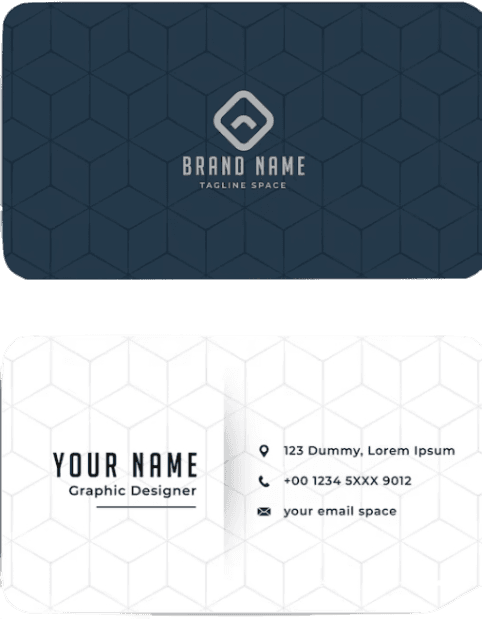 BRAND NAME
TAGLINE SPACE
YOUR NAME
Graphic Designer
123 Dummy, Lorem Ipsum
+00 1234 5XXX 9012
your email space